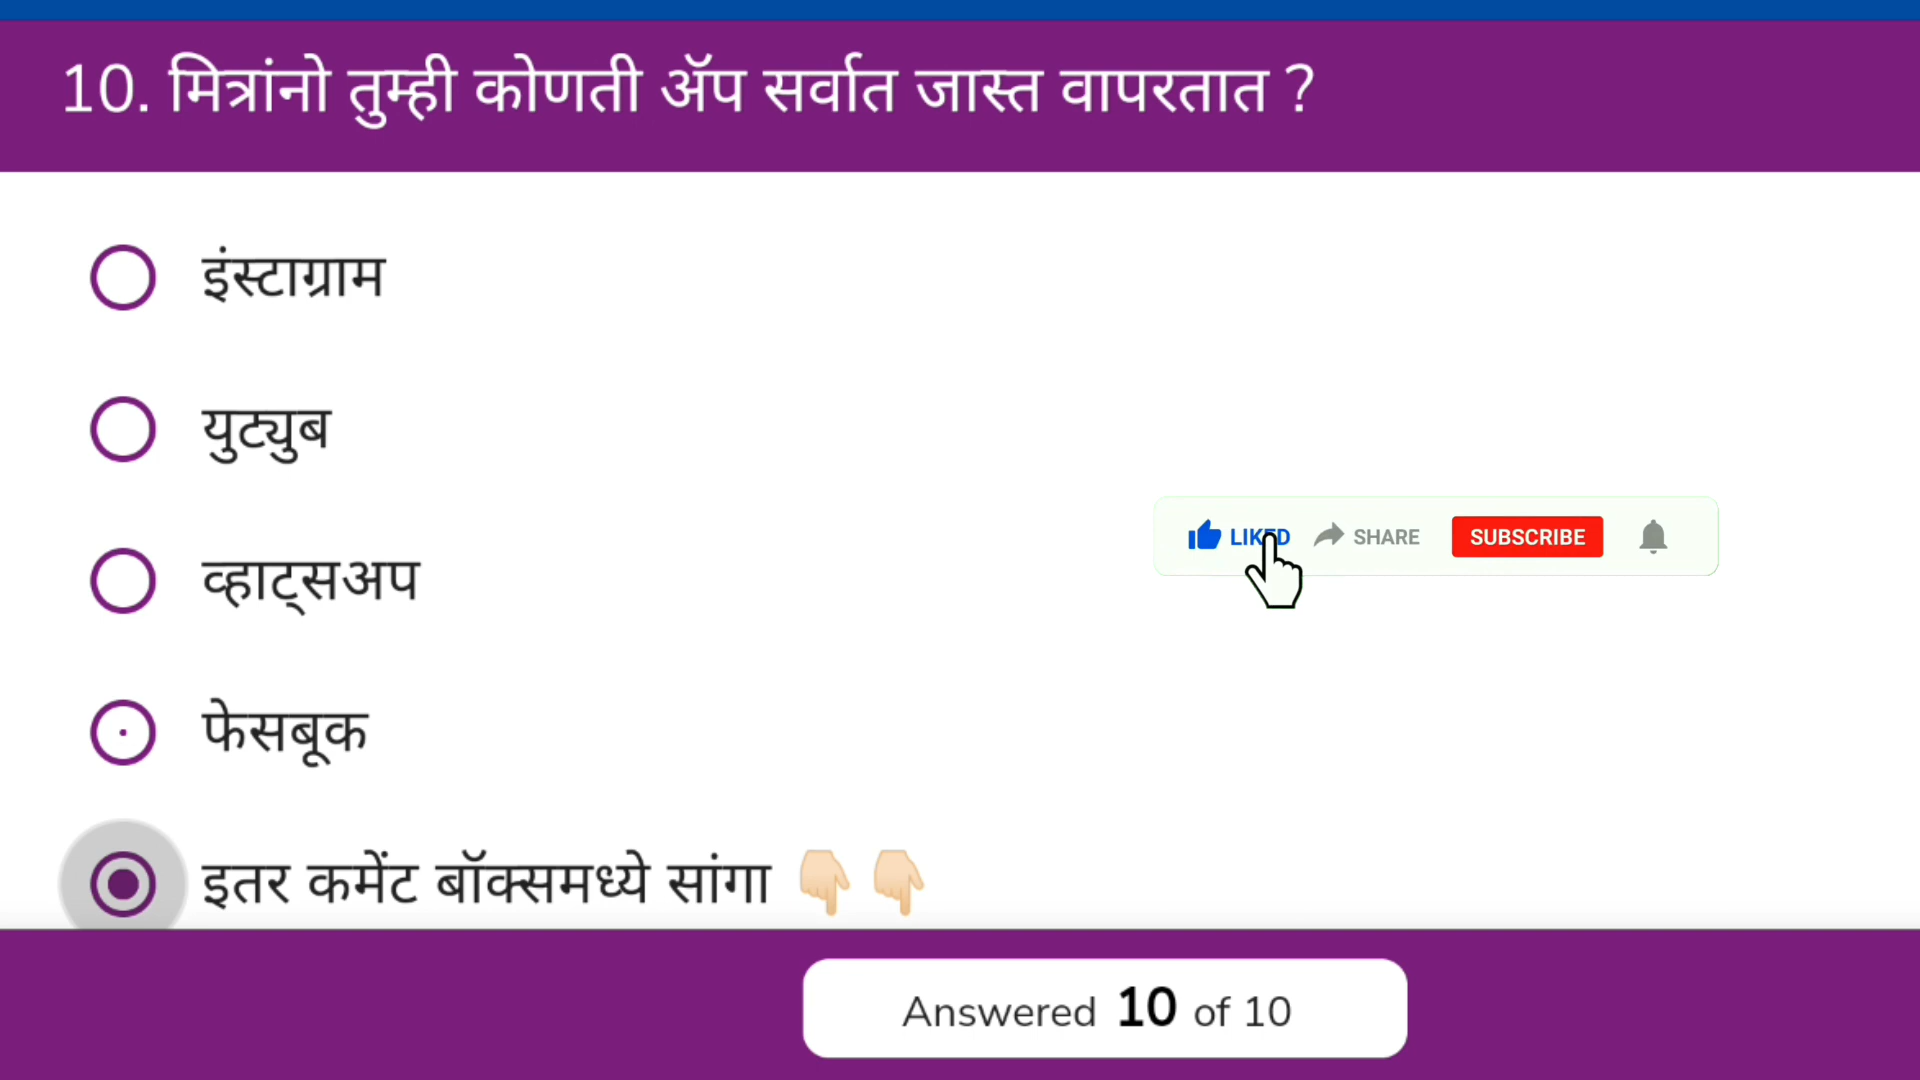 10. मित्रांनो तुम्ही कोणती ॲप सर्वात जास्त वापरतात ?
इंस्टाग्राम
युट्युब
LIKED SHARE SUBSCRIBE
व्हाट्सअप
फेसबूक
इतर कमेंट बॉक्समध्ये सांगा 👇🏻👇🏻
Answered 10 of 10